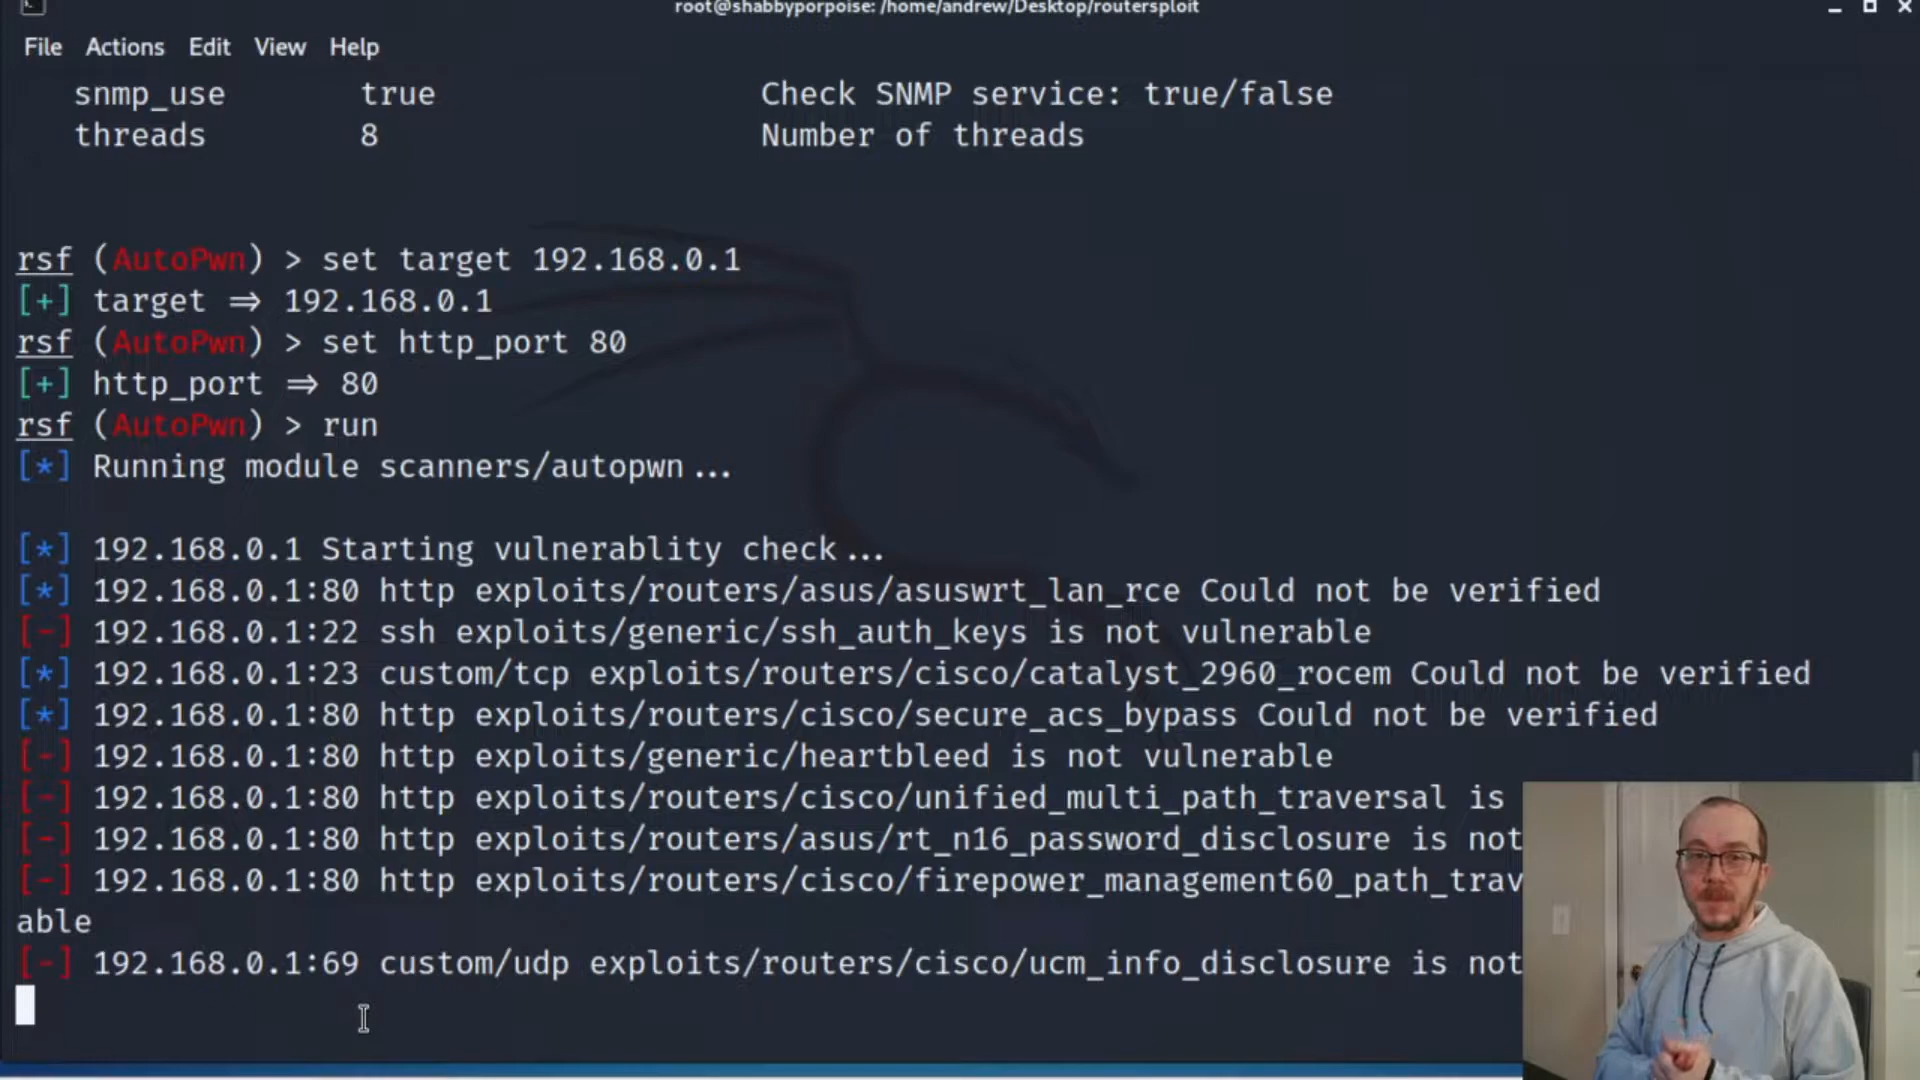 root@shabbyporpoise: /home/andrew/Desktop/routersploit
File Actions Edit View Help
snmp_use true Check SNMP service: true/false
threads 8 Number of threads
rsf (AutoPwn) > set target 192.168.0.1
[+] target ⇒ 192.168.0.1
rsf (AutoPwn) > set http_port 80
[+] http_port ⇒ 80
rsf (AutoPwn) > run
[*] Running module scanners/autopwn ...
[*] 192.168.0.1 Starting vulnerablity check ...
[*] 192.168.0.1:80 http exploits/routers/asus/asuswrt_lan_rce Could not be verified
[-] 192.168.0.1:22 ssh exploits/generic/ssh_auth_keys is not vulnerable
[*] 192.168.0.1:23 custom/tcp exploits/routers/cisco/catalyst_2960_rocem Could not be verified
[*] 192.168.0.1:80 http exploits/routers/cisco/secure_acs_bypass Could not be verified
[-] 192.168.0.1:80 http exploits/generic/heartbleed is not vulnerable
[-] 192.168.0.1:80 http exploits/routers/cisco/unified_multi_path_traversal is
[-] 192.168.0.1:80 http exploits/routers/asus/rt_n16_password_disclosure is not
[-] 192.168.0.1:80 http exploits/routers/cisco/firepower_management60_path_trav
able
[-] 192.168.0.1:69 custom/udp exploits/routers/cisco/ucm_info_disclosure is not